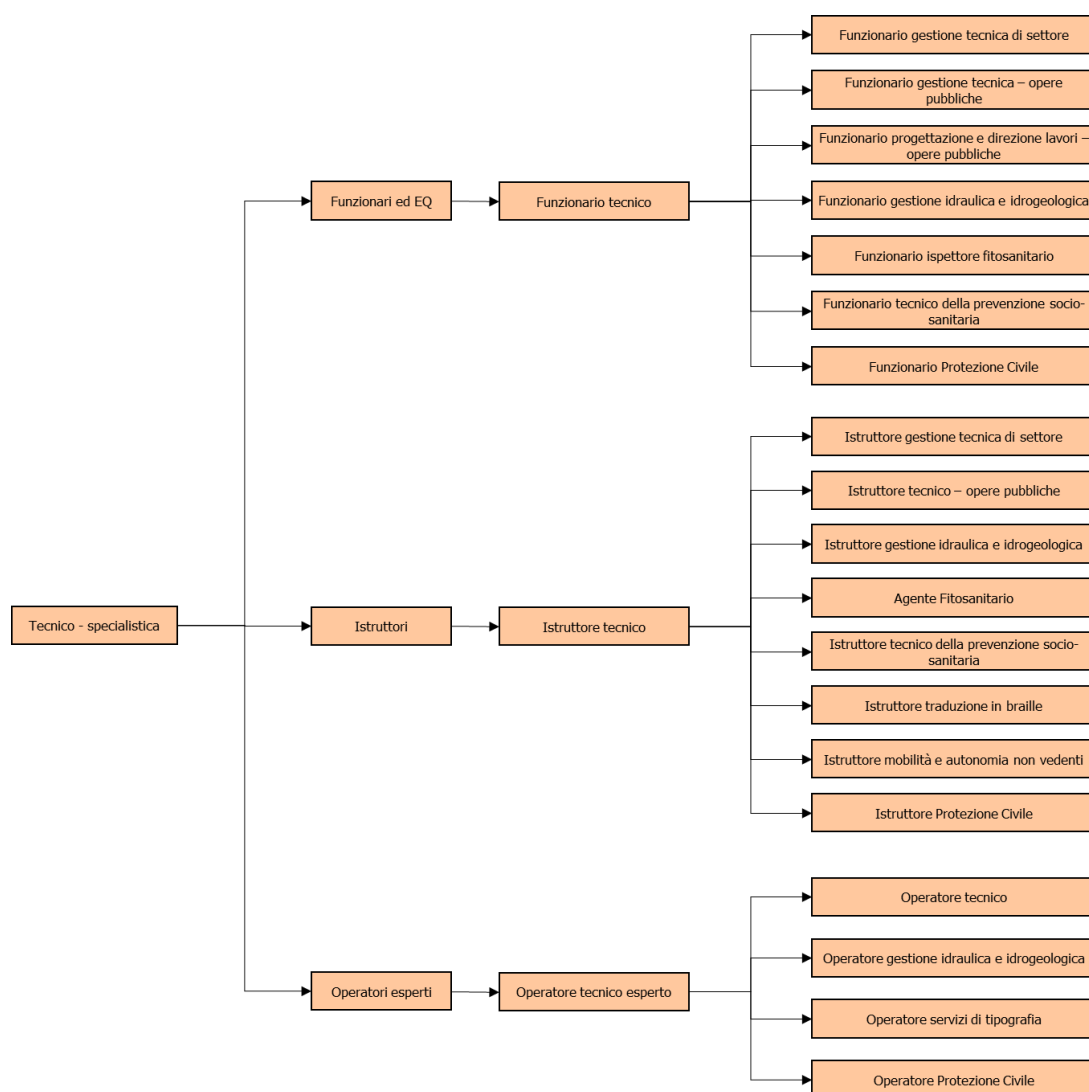 Funzionario gestione tecnica di settore
Funzionario gestione tecnica – opere
pubbliche
Funzionario progettazione e direzione lavori –
opere pubbliche
Funzionari ed EQ
Funzionario tecnico
Funzionario gestione idraulica e idrogeologica
Funzionario ispettore fitosanitario
Funzionario tecnico della prevenzione socio-
sanitaria
Funzionario Protezione Civile
Istruttore gestione tecnica di settore
Istruttore tecnico – opere pubbliche
Istruttore gestione idraulica e idrogeologica
Agente Fitosanitario
Tecnico - specialistica
Istruttori
Istruttore tecnico
Istruttore tecnico della prevenzione socio-
sanitaria
Istruttore traduzione in braille
Istruttore mobilità e autonomia non vedenti
Istruttore Protezione Civile
Operatore tecnico
Operatore gestione idraulica e idrogeologica
Operatori esperti
Operatore tecnico esperto
Operatore servizi di tipografia
Operatore Protezione Civile